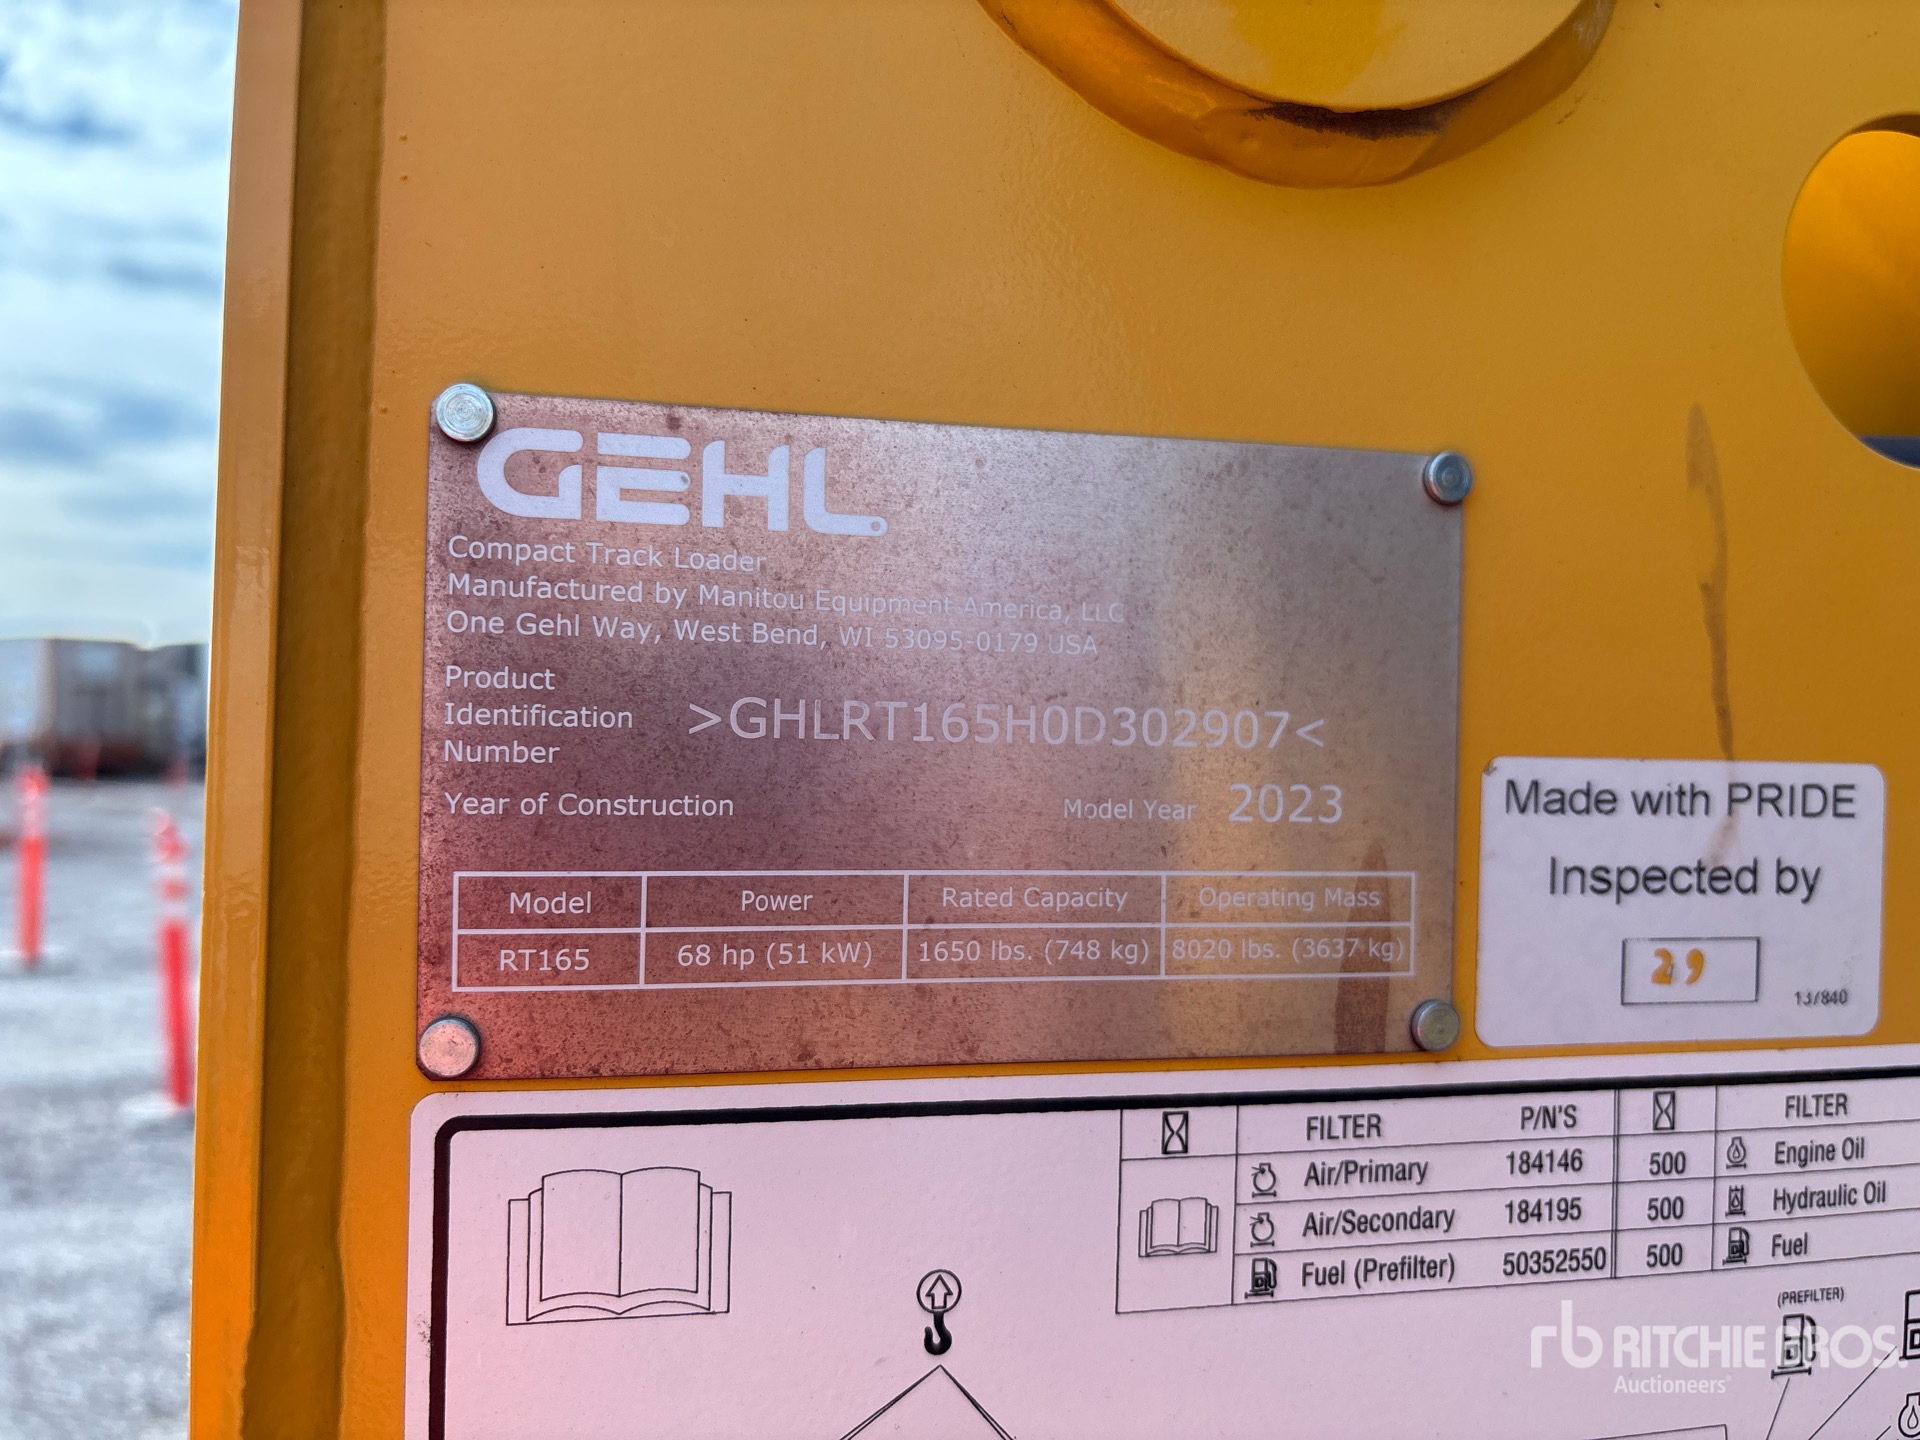 GEHL
Compact Track Loader
Manufactured by Manitou Equipment America, LLC
One Gehl Way, West Bend, WI 53095-0179 USA
Product
Identification
Number
>GHLRT165H0D302907<
Year of Construction
Model Year 2023
Model Power Rated Capacity Operating Mass
RT165 68 hp (51 kW) 1650 lbs. (748 kg) 8020 lbs. (3637 kg)
Made with PRIDE
Inspected by
29
137840
FILTER P/N'S FILTER
Air/Primary 184146 500 Engine Oil
Air/Secondary 184195 500 Hydraulic Oil
Fuel (Prefilter) 50352550 500 Fuel
(PREFILTER)
rb RITCHIE BROS.
Auctioneers